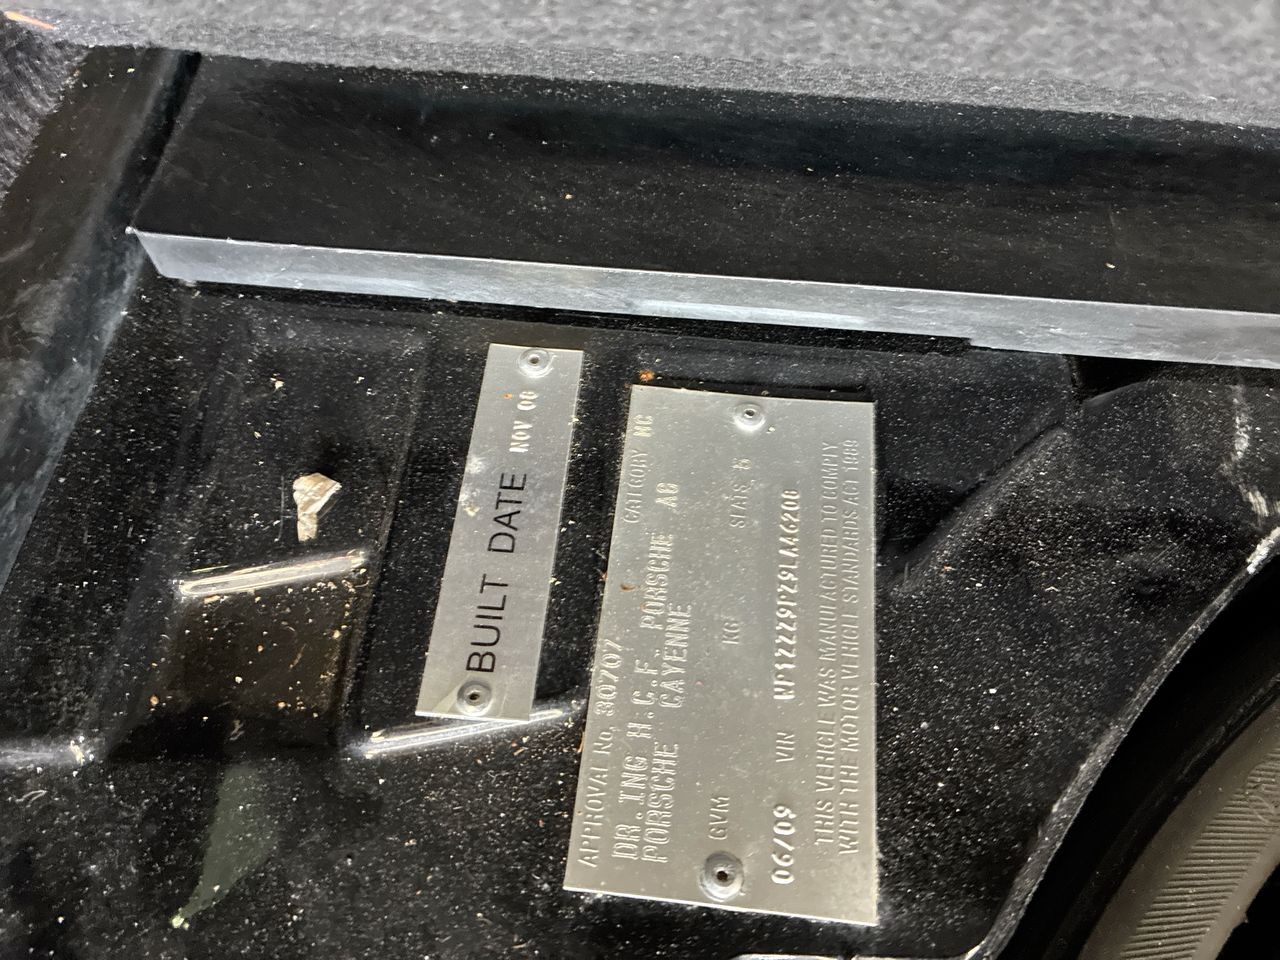 BUILT DATE NOV 08
APPROVAL No. 30707 CATEGORY MC
DR. ING H.C.F. PORSCHE AG
PORSCHE CAYENNE
GVM KG SEATS 5
06/09 VIN WP1ZZZ9PZ9LA46208
THIS VEHICLE WAS MANUFACTURED TO COMPLY
WITH THE MOTOR VEHICLE STANDARDS ACT 1989